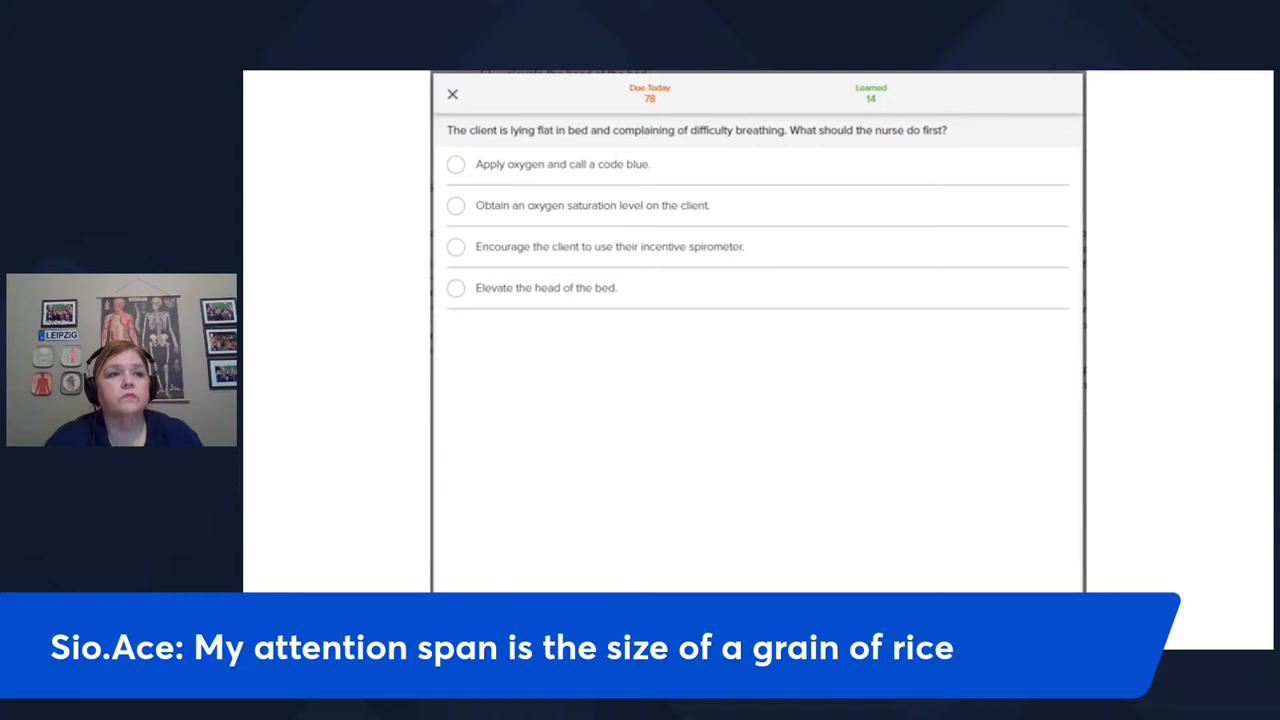 Due Today
78
Learned
14
The client is lying flat in bed and complaining of difficulty breathing. What should the nurse do first?
Apply oxygen and call a code blue.
Obtain an oxygen saturation level on the client.
Encourage the client to use their incentive spirometer.
Elevate the head of the bed.
LEIPZIG
Sio.Ace: My attention span is the size of a grain of rice